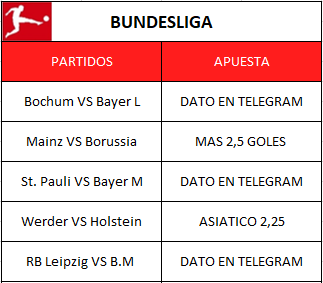 BUNDESLIGA
PARTIDOS APUESTA
Bochum VS Bayer L DATO EN TELEGRAM
Mainz VS Borussia MAS 2,5 GOLES
St. Pauli VS Bayer M DATO EN TELEGRAM
Werder VS Holstein ASIATICO 2,25
RB Leipzig VS B.M DATO EN TELEGRAM